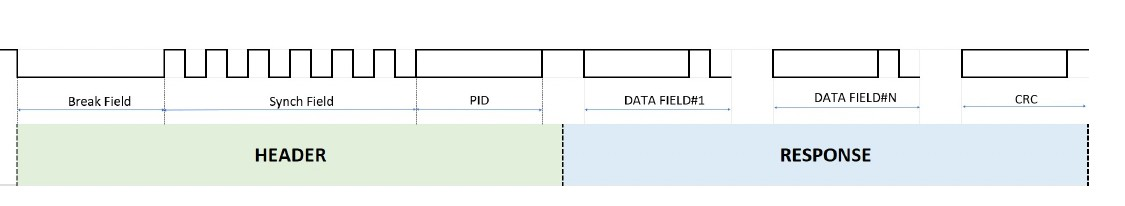 Break Field
Synch Field
PID
DATA FIELD#1
DATA FIELD#N
CRC
HEADER
RESPONSE